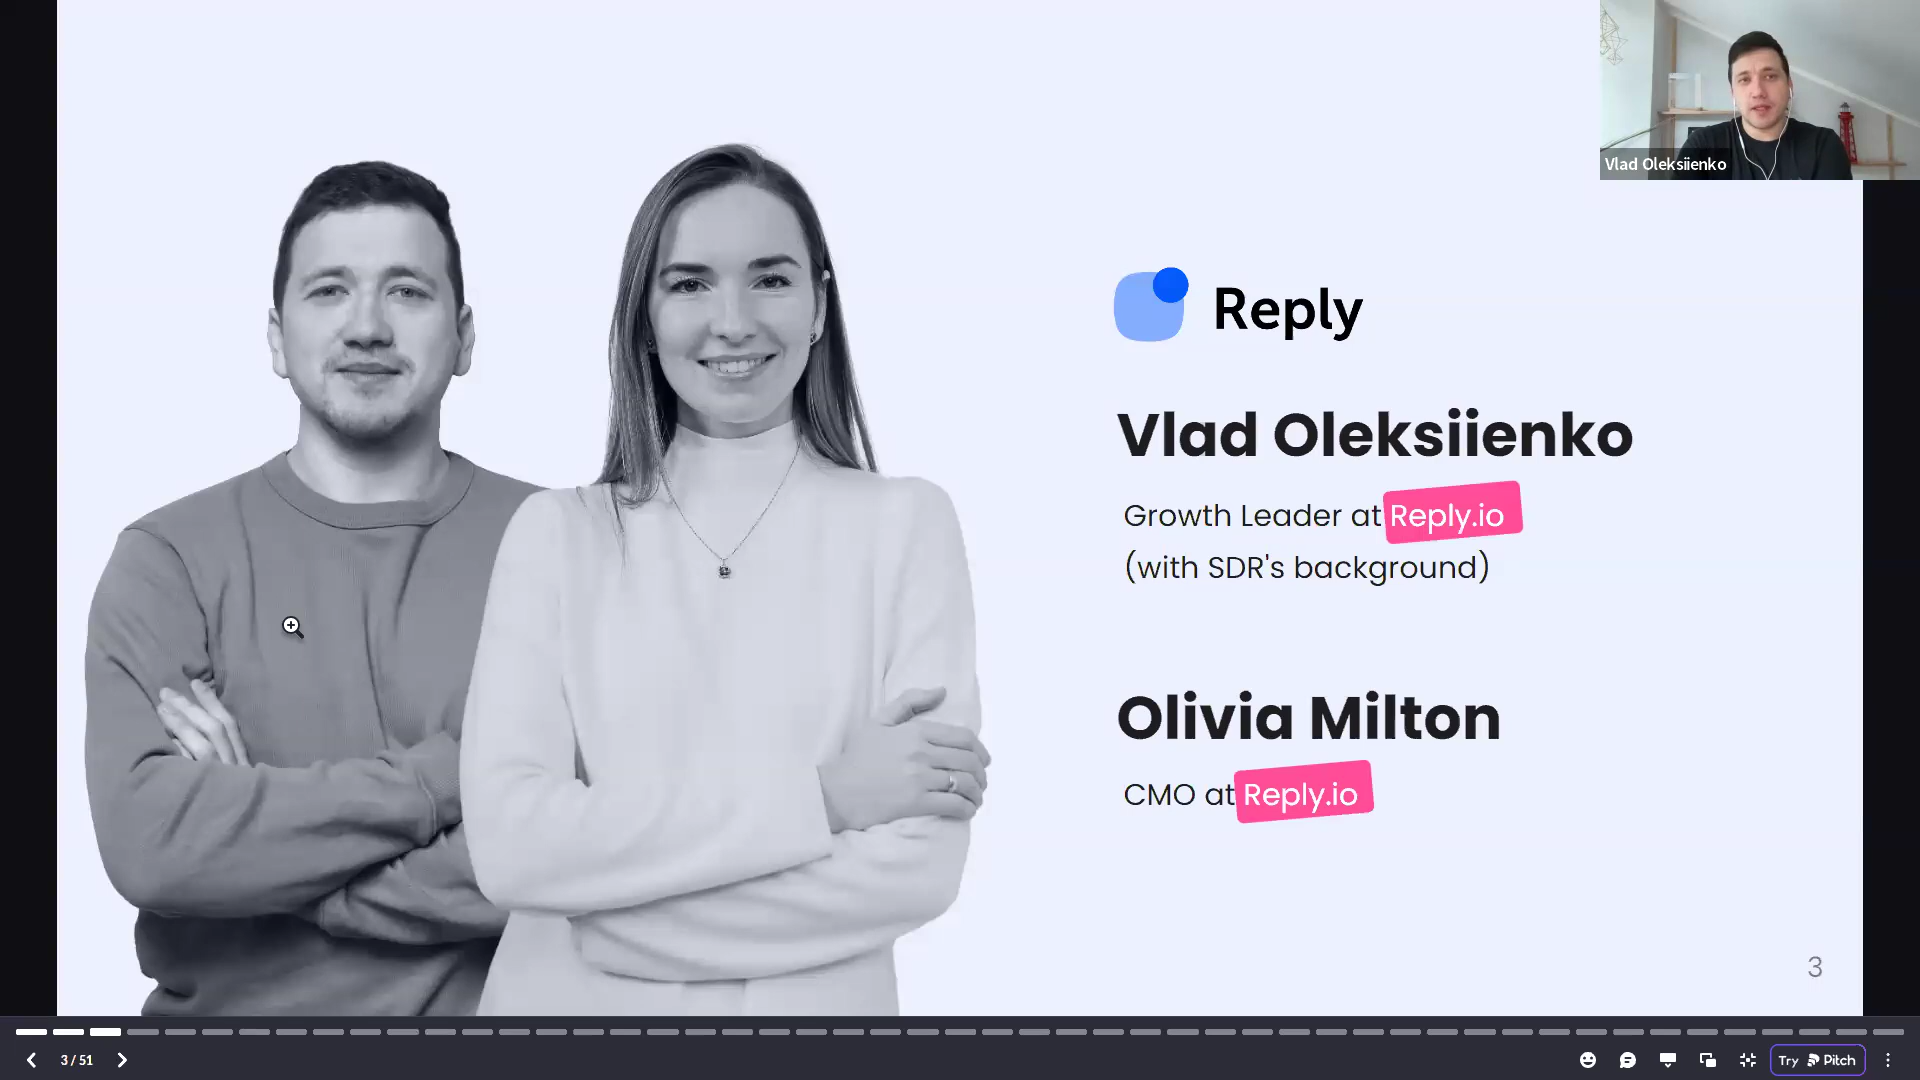 Vlad Oleksiienko
Reply
Vlad Oleksiienko
Growth Leader at Reply.io
(with SDR's background)
Olivia Milton
CMO at Reply.io
3
3 / 51
Try Pitch